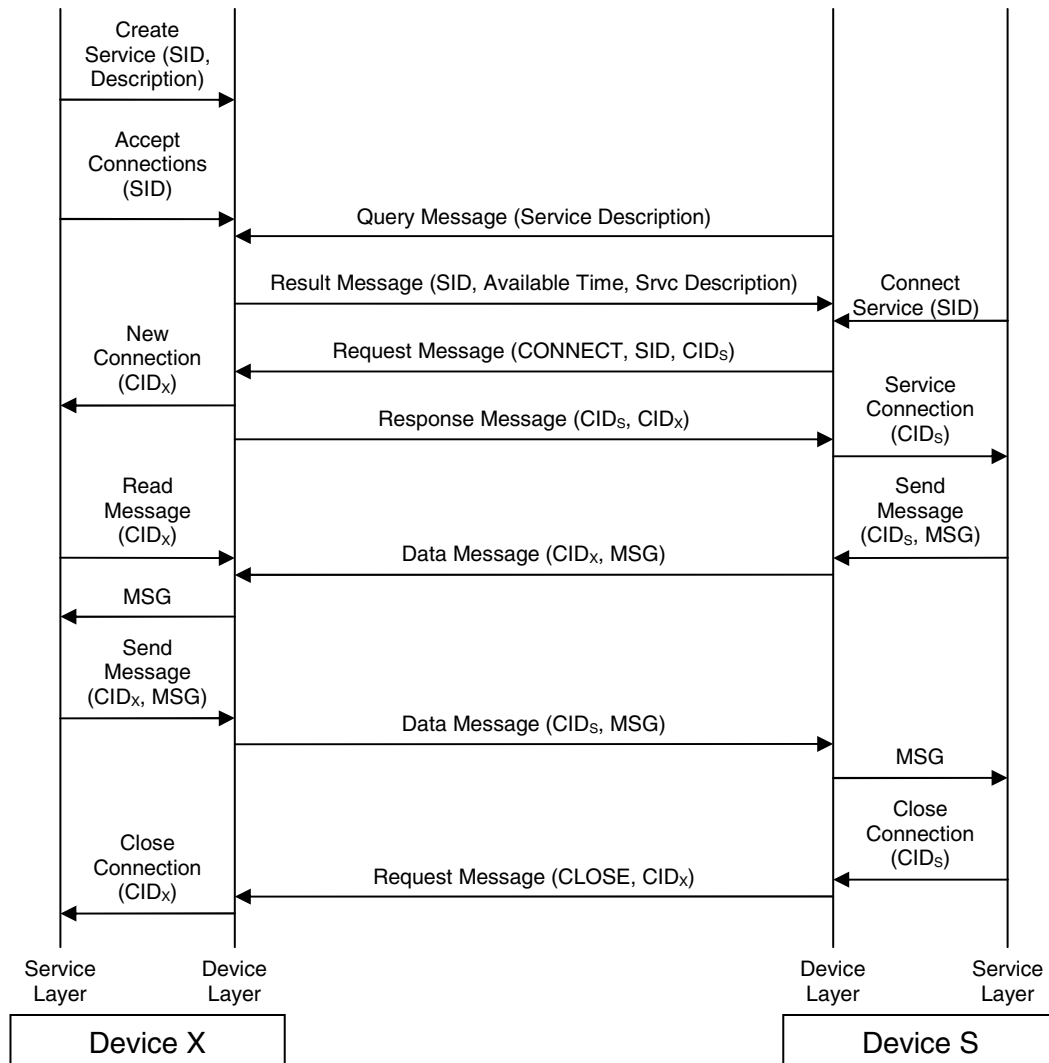 Create
Service (SID,
Description)
Accept
Connections
(SID)
Query Message (Service Description)
Result Message (SID, Available Time, Srvc Description)
Connect
Service (SID)
New
Connection
(CIDX)
Request Message (CONNECT, SID, CIDS)
Response Message (CIDS, CIDX)
Service
Connection
(CIDS)
Read
Message
(CIDX)
Send
Message
(CIDS, MSG)
Data Message (CIDX, MSG)
MSG
Send
Message
(CIDX, MSG)
Data Message (CIDS, MSG)
MSG
Close
Connection
(CIDS)
Close
Connection
(CIDX)
Request Message (CLOSE, CIDX)
Service
Layer
Device
Layer
Device
Layer
Service
Layer
Device X
Device S